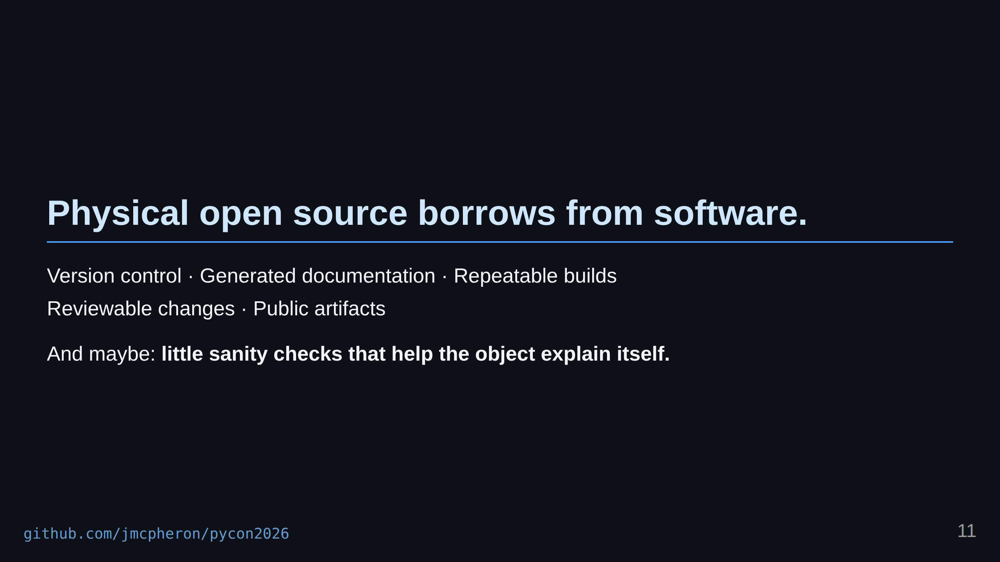 Physical open source borrows from software.
Version control · Generated documentation · Repeatable builds
Reviewable changes · Public artifacts
And maybe: little sanity checks that help the object explain itself.
github.com/jmcpheron/pycon2026
11